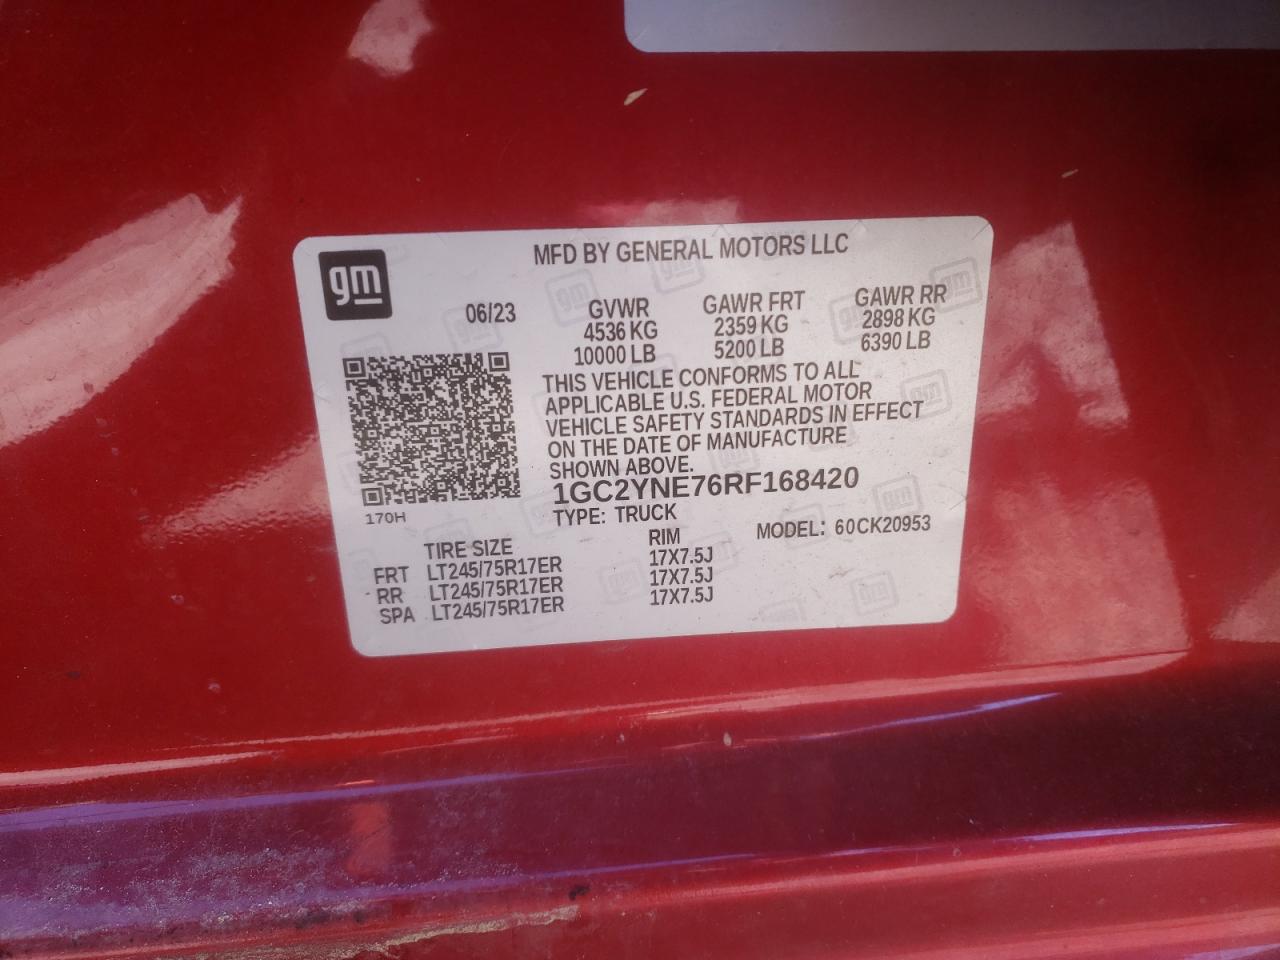 gm
MFD BY GENERAL MOTORS LLC
06/23 GVWR GAWR FRT GAWR RR
4536 KG 2359 KG 2898 KG
10000 LB 5200 LB 6390 LB
THIS VEHICLE CONFORMS TO ALL
APPLICABLE U.S. FEDERAL MOTOR
VEHICLE SAFETY STANDARDS IN EFFECT
ON THE DATE OF MANUFACTURE
SHOWN ABOVE.
1GC2YNE76RF168420
170H
TYPE: TRUCK MODEL: 60CK20953
TIRE SIZE RIM
FRT LT245/75R17ER 17X7.5J
RR LT245/75R17ER 17X7.5J
SPA LT245/75R17ER 17X7.5J